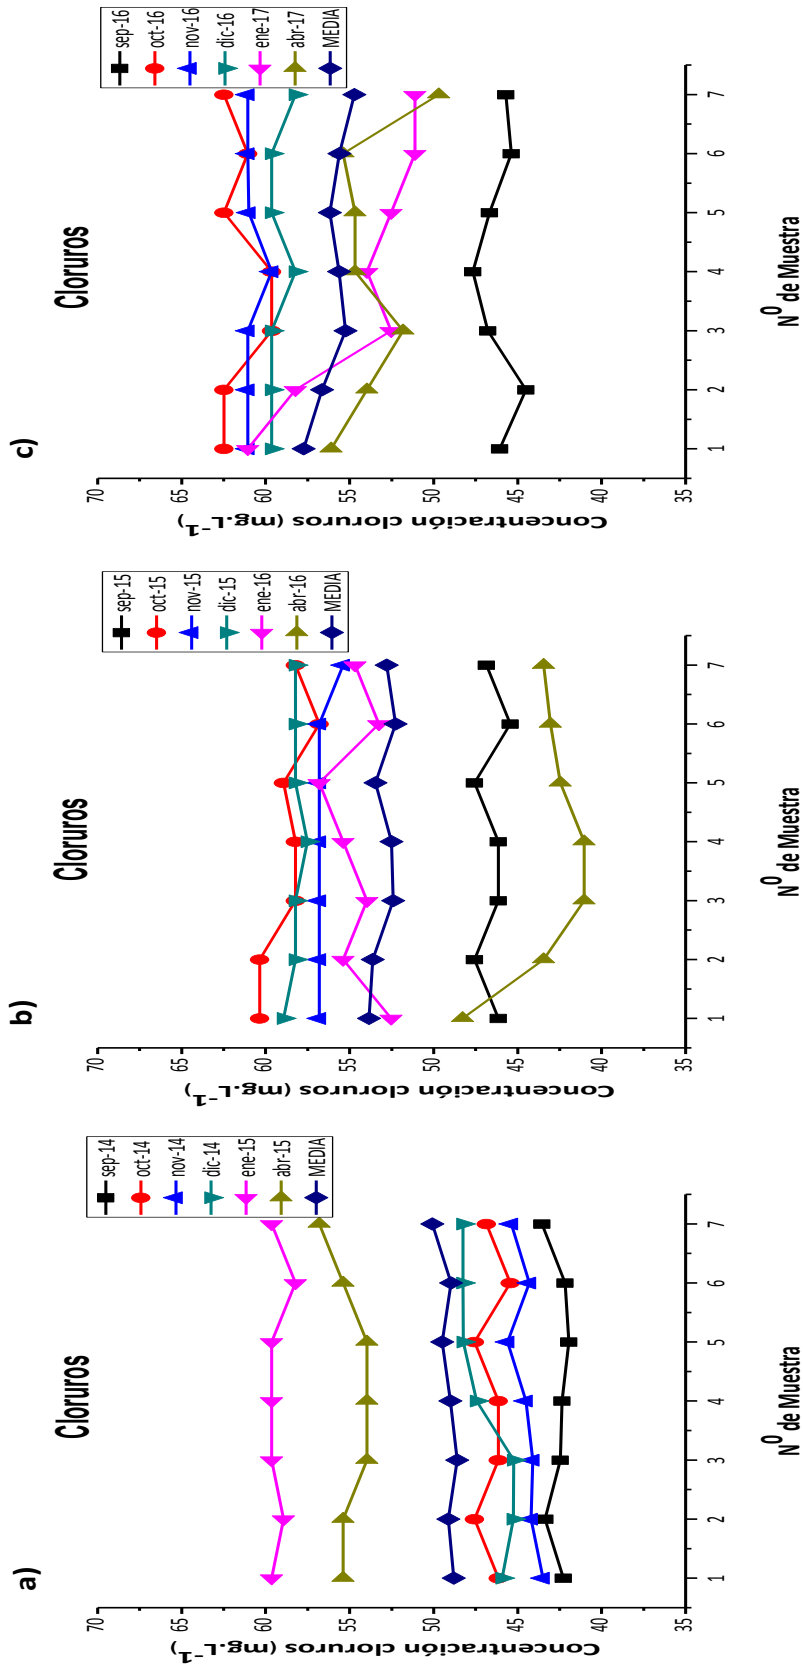 a)
Cloruros
sep-14
oct-14
nov-14
dic-14
ene-15
abr-15
MEDIA
Concentración cloruros (mg.L⁻¹)
70
65
60
55
50
45
40
35
1 2 3 4 5 6 7
Nº de Muestra
b)
Cloruros
sep-15
oct-15
nov-15
dic-15
ene-16
abr-16
MEDIA
Concentración cloruros (mg.L⁻¹)
70
65
60
55
50
45
40
35
1 2 3 4 5 6 7
Nº de Muestra
c)
Cloruros
sep-16
oct-16
nov-16
dic-16
ene-17
abr-17
MEDIA
Concentración cloruros (mg.L⁻¹)
70
65
60
55
50
45
40
35
1 2 3 4 5 6 7
Nº de Muestra